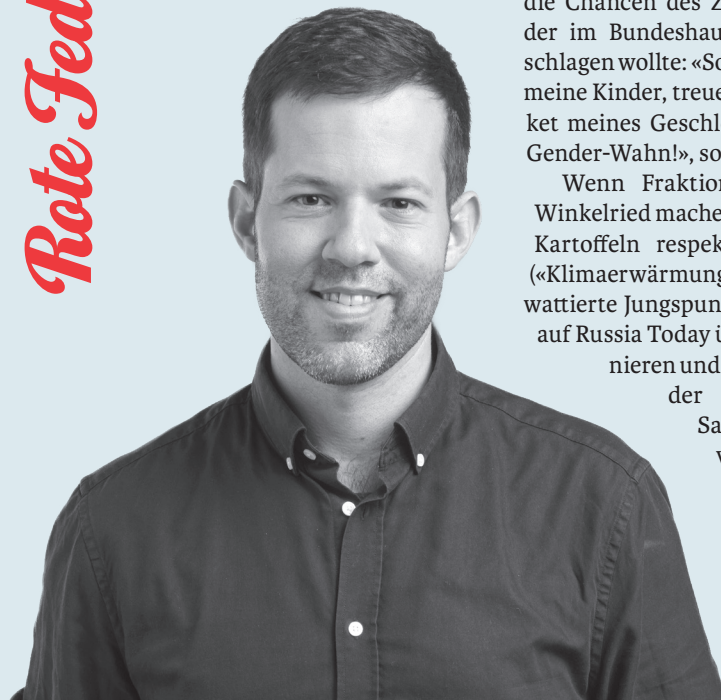 Rote Fed
die Chancen des Z
der im Bundeshau
schlagen wollte: «So
meine Kinder, treue
ket meines Geschl
Gender-Wahn!», so
Wenn Fraktion
Winkelried mache
Kartoffeln respek
(«Klimaerwärmung
wattierte Jungspun
auf Russia Today ü
nieren und
der
Sa